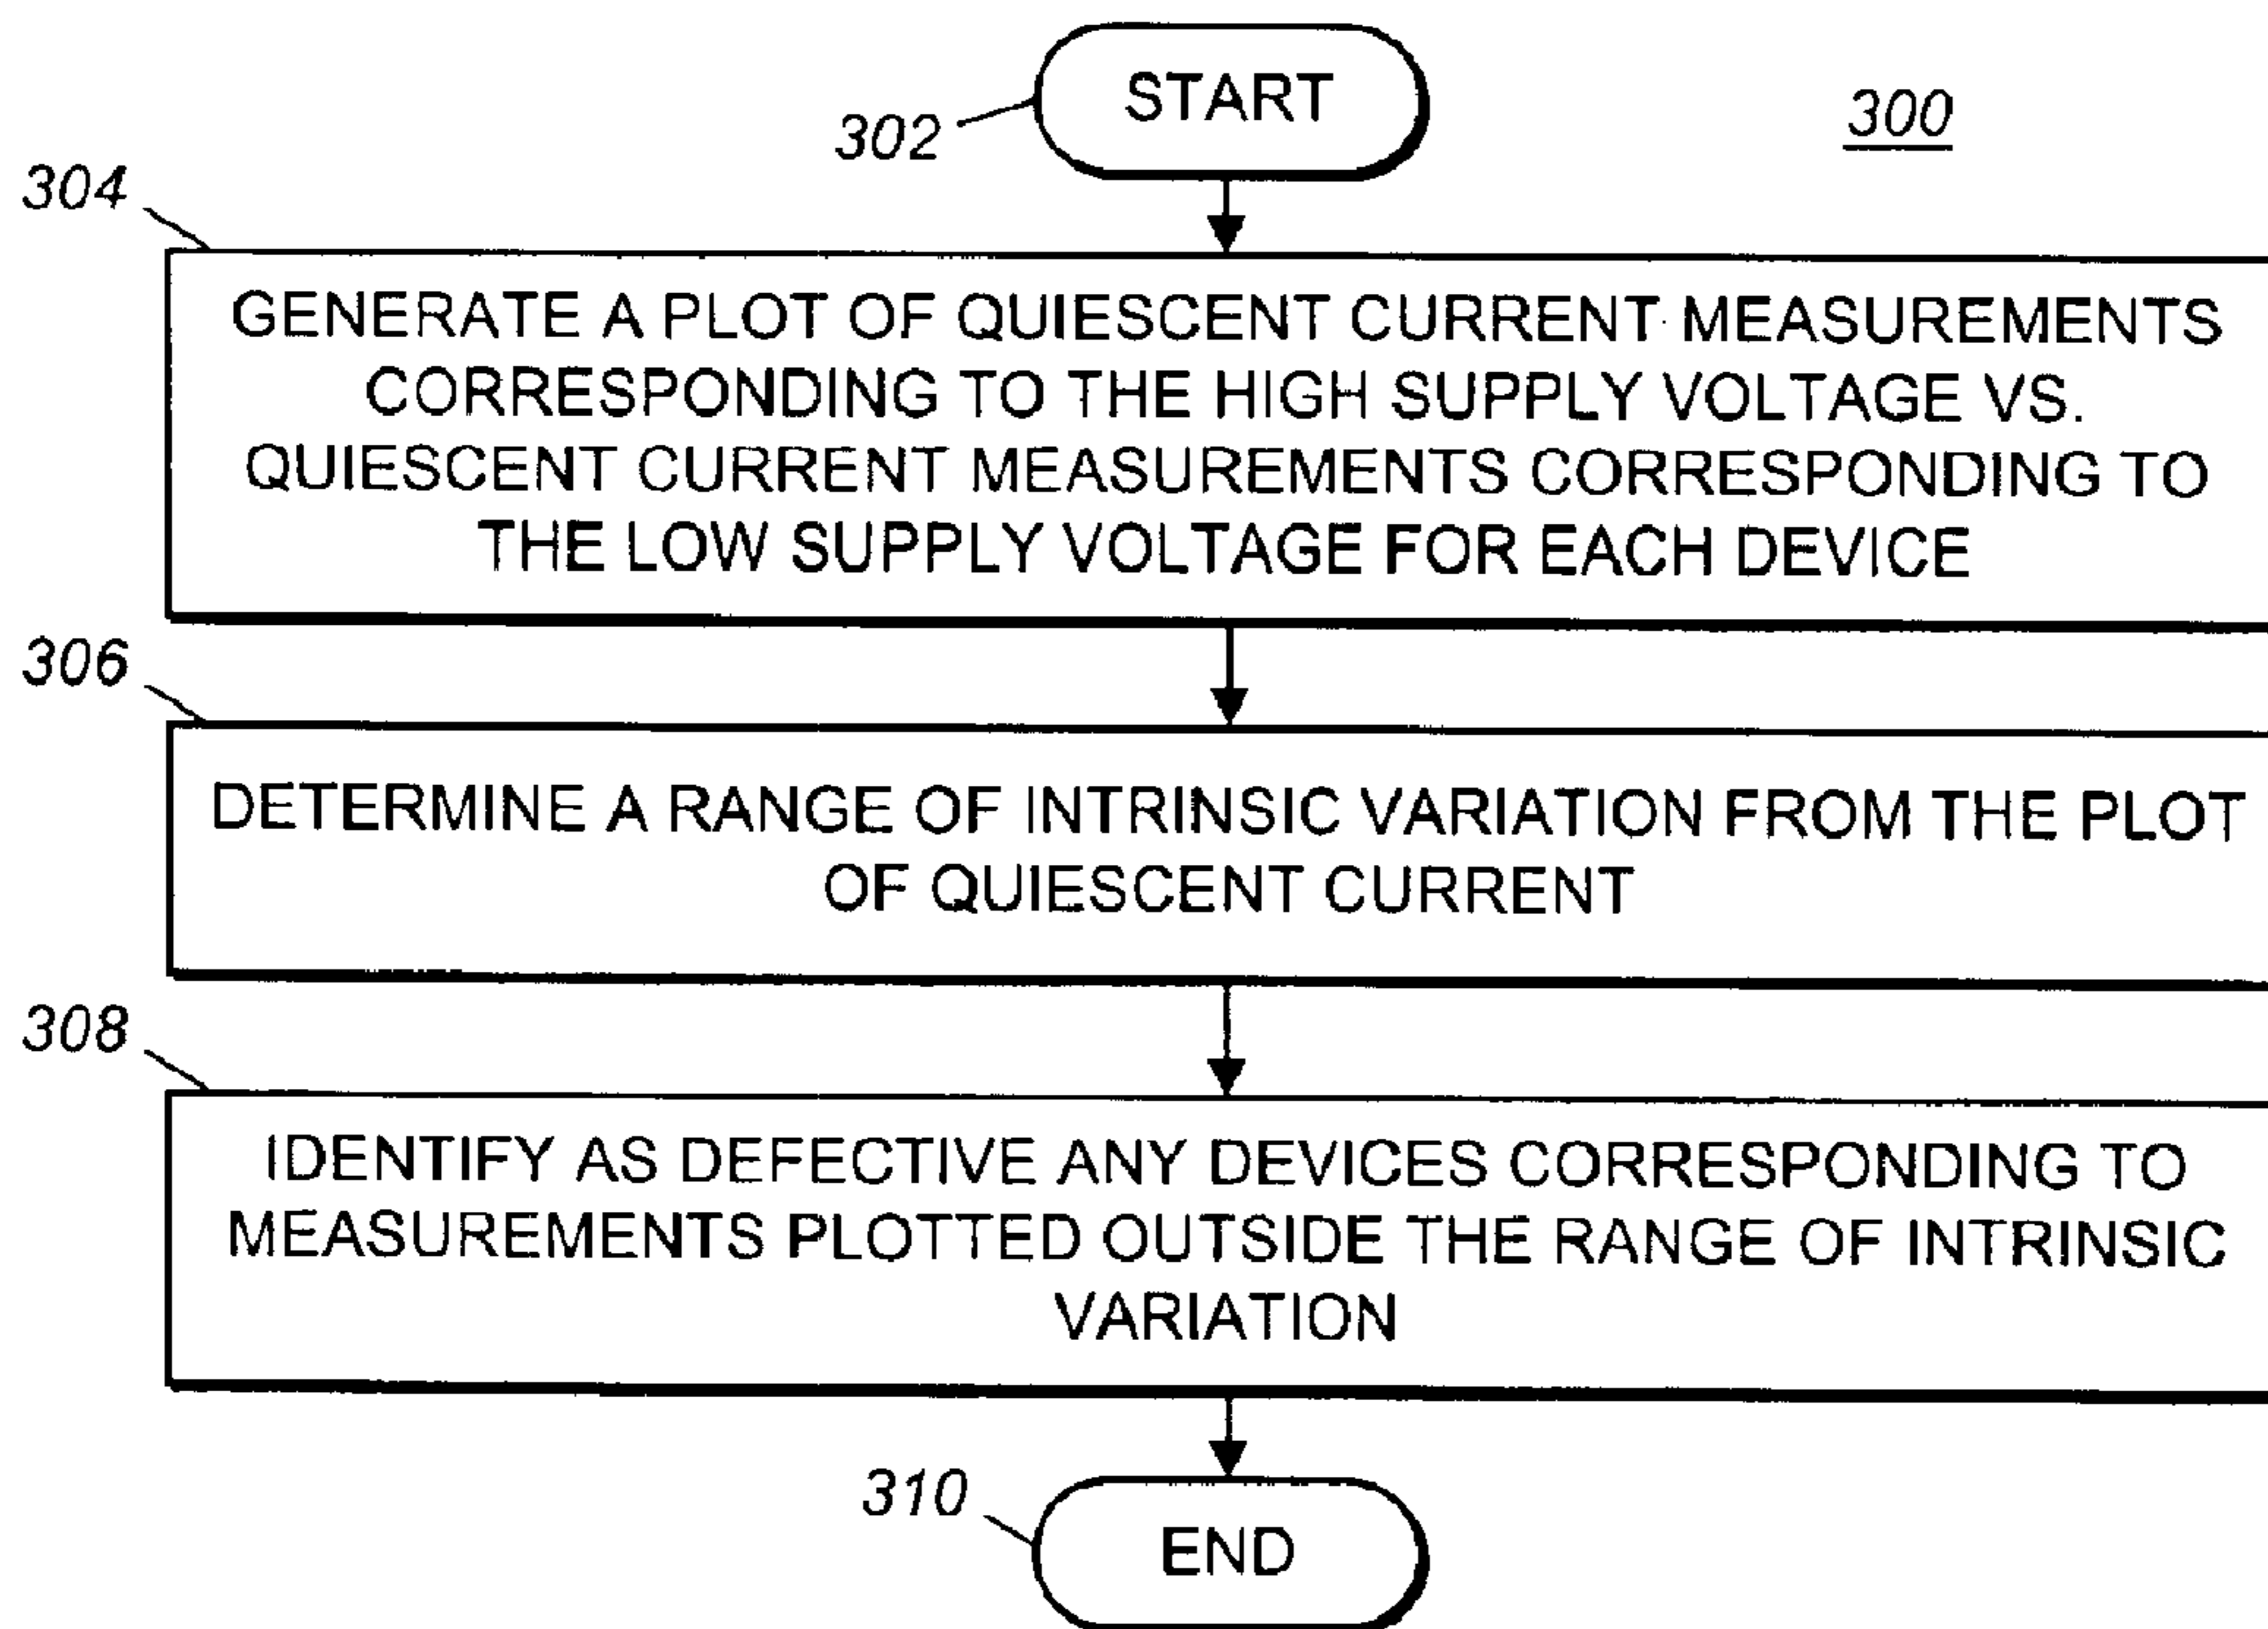 START
300
302
304
GENERATE A PLOT OF QUIESCENT CURRENT MEASUREMENTS
CORRESPONDING TO THE HIGH SUPPLY VOLTAGE VS.
QUIESCENT CURRENT MEASUREMENTS CORRESPONDING TO
THE LOW SUPPLY VOLTAGE FOR EACH DEVICE
306
DETERMINE A RANGE OF INTRINSIC VARIATION FROM THE PLOT
OF QUIESCENT CURRENT
308
IDENTIFY AS DEFECTIVE ANY DEVICES CORRESPONDING TO
MEASUREMENTS PLOTTED OUTSIDE THE RANGE OF INTRINSIC
VARIATION
310
END